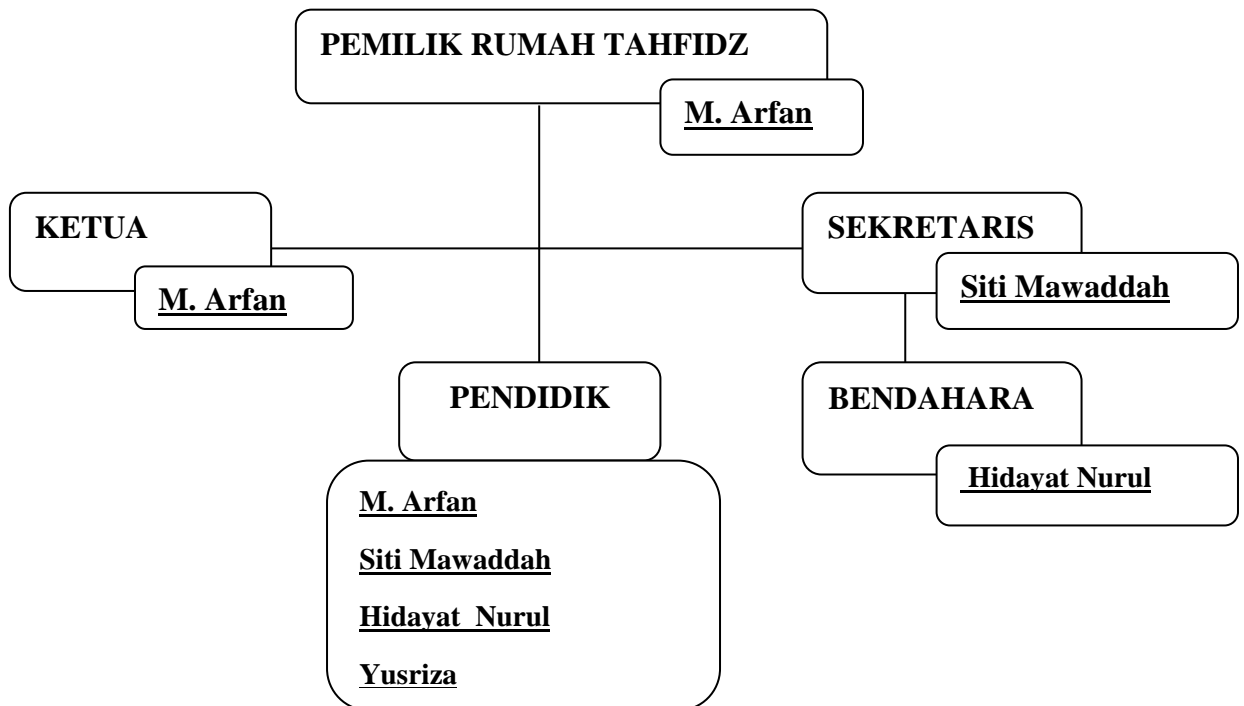 PEMILIK RUMAH TAHFIDZ
M. Arfan
KETUA
M. Arfan
SEKRETARIS
Siti Mawaddah
PENDIDIK
M. Arfan
Siti Mawaddah
Hidayat Nurul
Yusriza
BENDAHARA
Hidayat Nurul